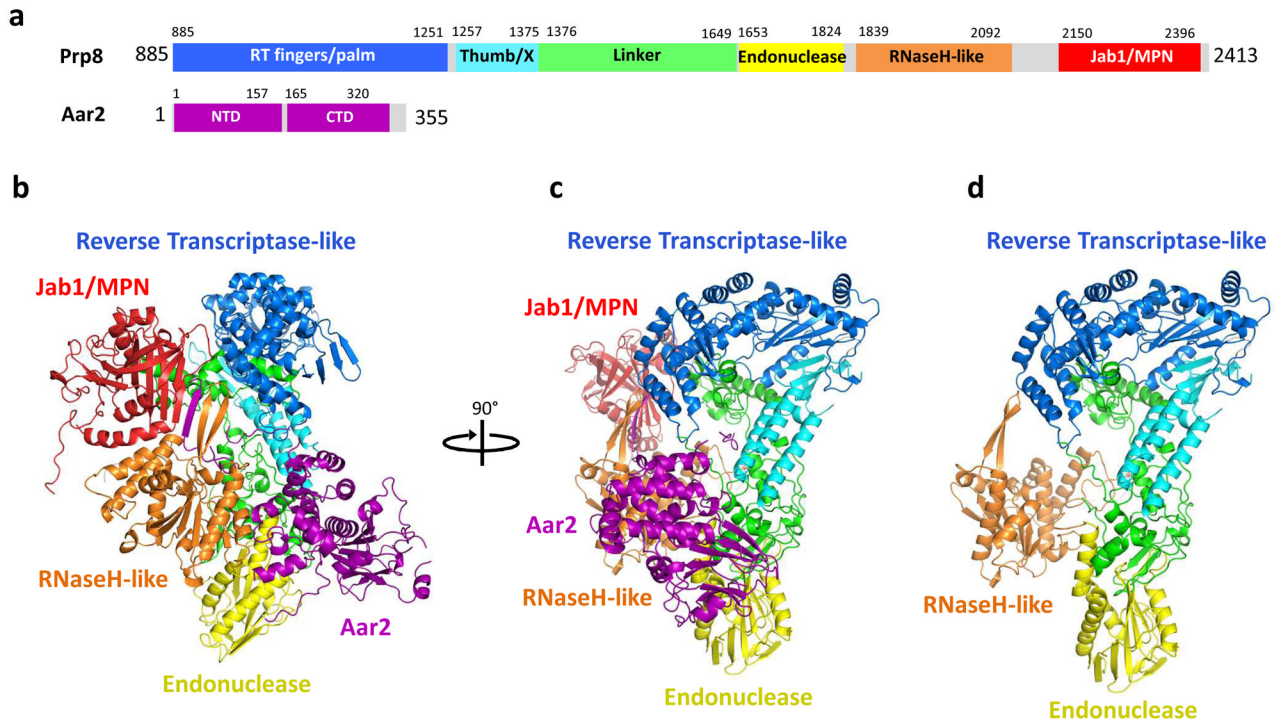 a
885 1251 1257 1375 1376 1649 1653 1824 1839 2092 2150 2396
Prp8 885 RT fingers/palm Thumb/X Linker Endonuclease RNaseH-like Jab1/MPN 2413
1 157 165 320
Aar2 1 NTD CTD 355
b c d
Reverse Transcriptase-like Reverse Transcriptase-like Reverse Transcriptase-like
Jab1/MPN Jab1/MPN
90°
Aar2
RNaseH-like RNaseH-like RNaseH-like
Aar2
Endonuclease Endonuclease Endonuclease